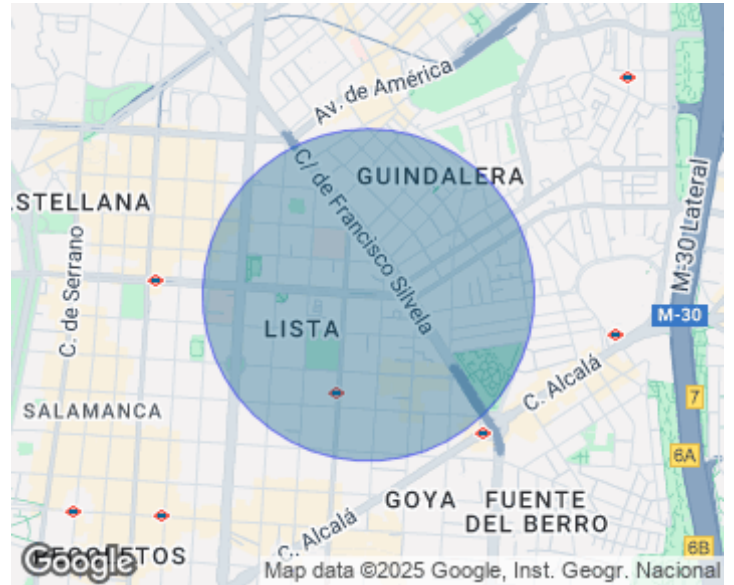 Av. de América
GUINDALERA
C/ de Francisco Silvela
STELLANA
C. de Serrano
M-30 Lateral
M-30
LISTA
C. Alcalá
SALAMANCA
7
6A
GOYA
FUENTE
DEL BERRO
C. Alcalá
6B
Google
Map data ©2025 Google, Inst. Geogr. Nacional